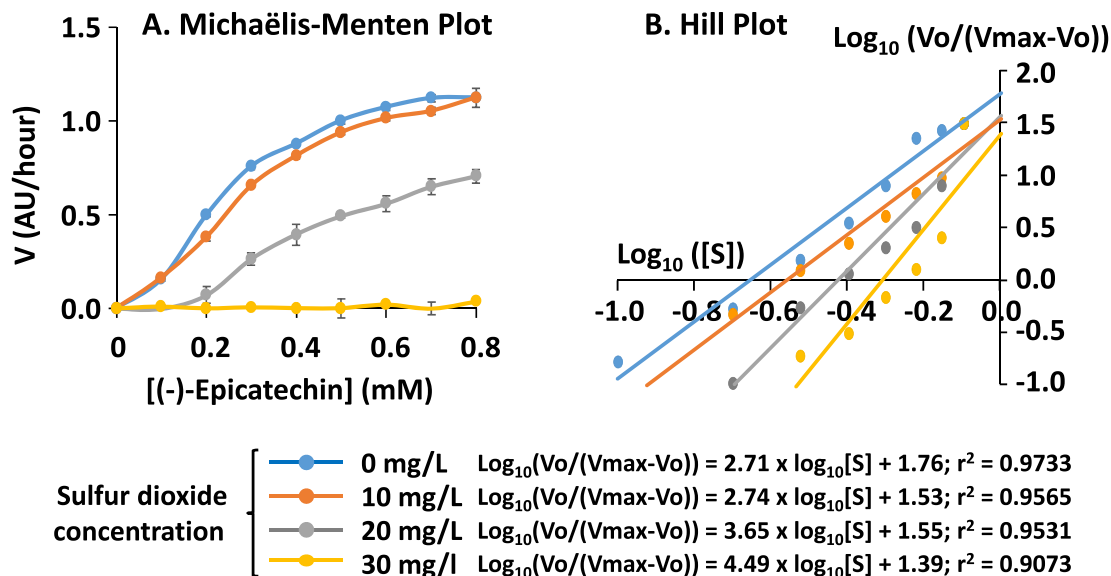 A. Michaëlis-Menten Plot
1.5
1.0
0.5
0.0
V (AU/hour)
0 0.2 0.4 0.6 0.8
[(-)-Epicatechin] (mM)
B. Hill Plot
Log10 (Vo/(Vmax-Vo))
2.0
1.5
1.0
0.5
0.0
-0.5
-1.0
Log10 ([S])
-1.0 -0.8 -0.6 -0.4 -0.2 0.0
Sulfur dioxide
concentration
0 mg/L Log10(Vo/(Vmax-Vo)) = 2.71 x log10[S] + 1.76; r² = 0.9733
10 mg/L Log10(Vo/(Vmax-Vo)) = 2.74 x log10[S] + 1.53; r² = 0.9565
20 mg/L Log10(Vo/(Vmax-Vo)) = 3.65 x log10[S] + 1.55; r² = 0.9531
30 mg/l Log10(Vo/(Vmax-Vo)) = 4.49 x log10[S] + 1.39; r² = 0.9073